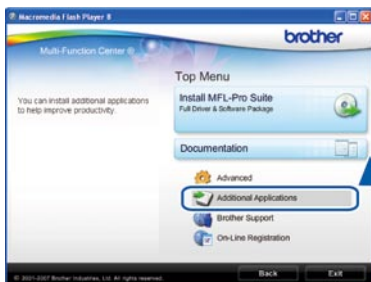 Macromedia Flash Player 8
brother
Multi-Function Center ®
Top Menu
You can install additional applications
to help improve productivity.
Install MFL-Pro Suite
Full Driver & Software Package
Documentation
Advanced
Additional Applications
Brother Support
On-Line Registration
© 2001-2007 Brother Industries, Ltd. All rights reserved.
Back
Exit